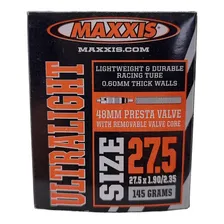 MAXXIS
MAXXIS.COM
LIGHTWEIGHT & DURABLE
RACING TUBE
0.60MM THICK WALLS
48MM PRESTA VALVE
WITH REMOVABLE VALVE CORE
ULTRALIGHT
SIZE
27.5
27.5 x 1.90/2.35
145 GRAMS